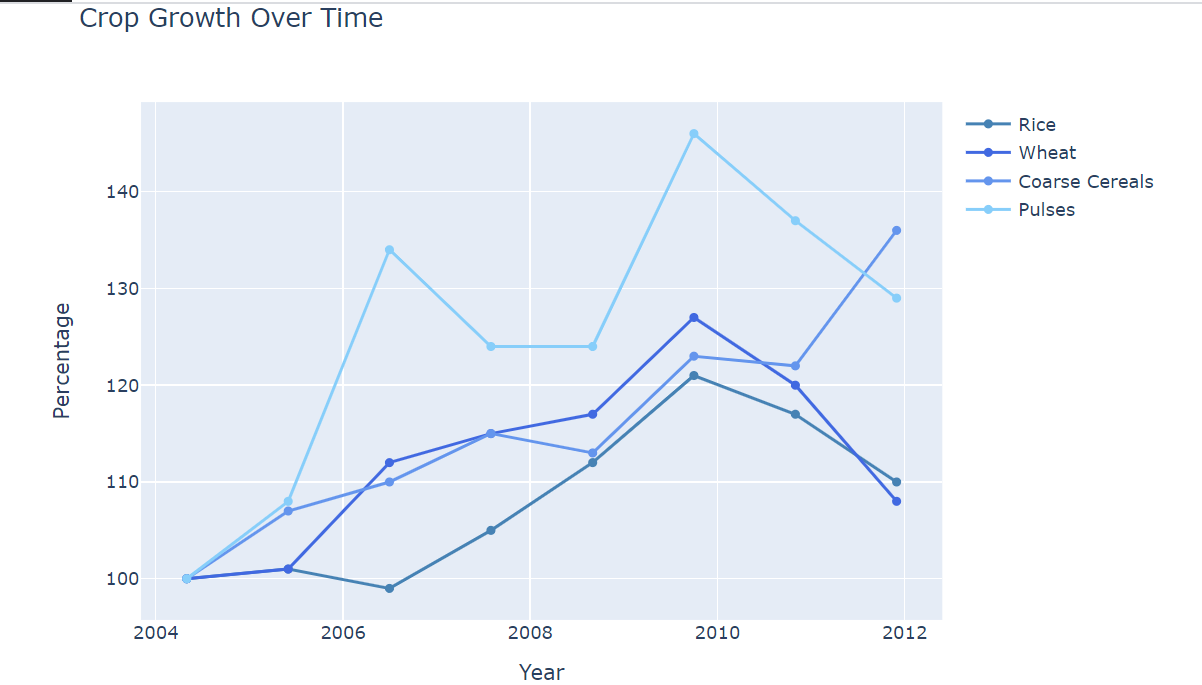 Crop Growth Over Time
Rice
Wheat
Coarse Cereals
Pulses
140
130
120
110
100
Percentage
2004 2006 2008 2010 2012
Year